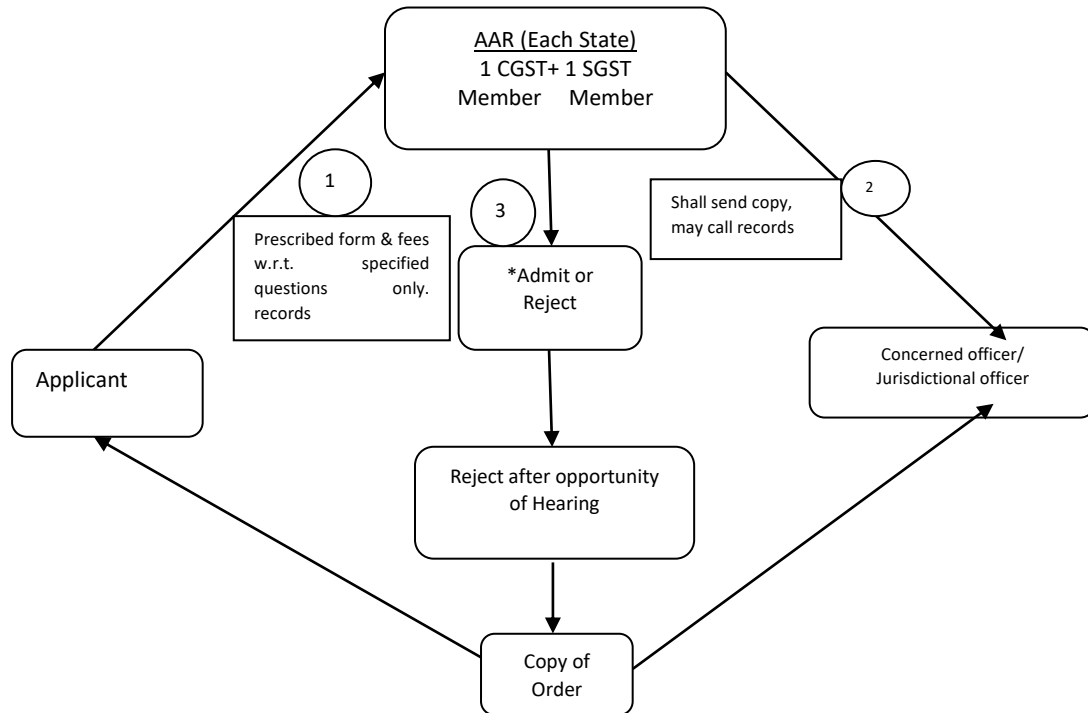 AAR (Each State)
1 CGST+ 1 SGST
Member Member
1
Prescribed form & fees
w.r.t. specified
questions only.
records
3
*Admit or
Reject
Shall send copy,
may call records
2
Applicant
Concerned officer/
Jurisdictional officer
Reject after opportunity
of Hearing
Copy of
Order